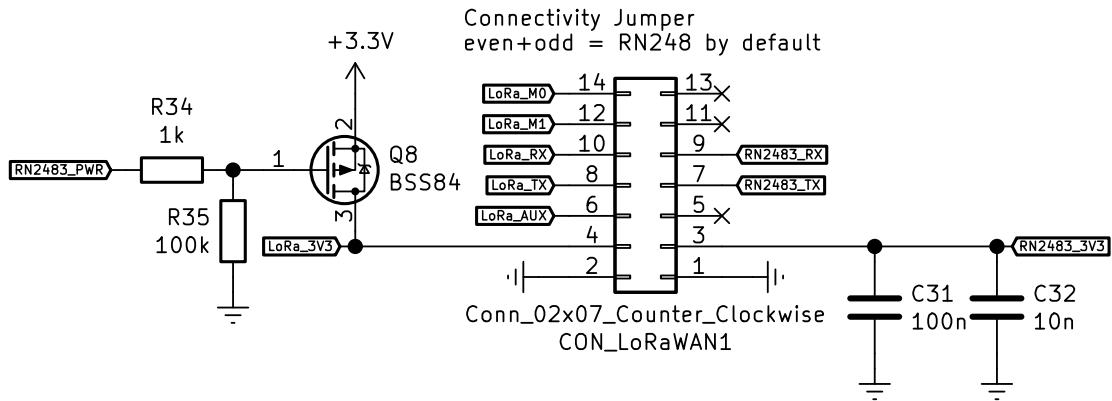 Connectivity Jumper
even+odd = RN248 by default
+3.3V
R34
1k
RN2483_PWR
1
2
3
Q8
BSS84
R35
100k
LoRa_3V3
LoRa_M0
14
13
LoRa_M1
12
11
LoRa_RX
10
9
RN2483_RX
LoRa_TX
8
7
RN2483_TX
LoRa_AUX
6
5
4
3
RN2483_3V3
2
1
Conn_02x07_Counter_Clockwise
CON_LoRaWAN1
C31
100n
C32
10n